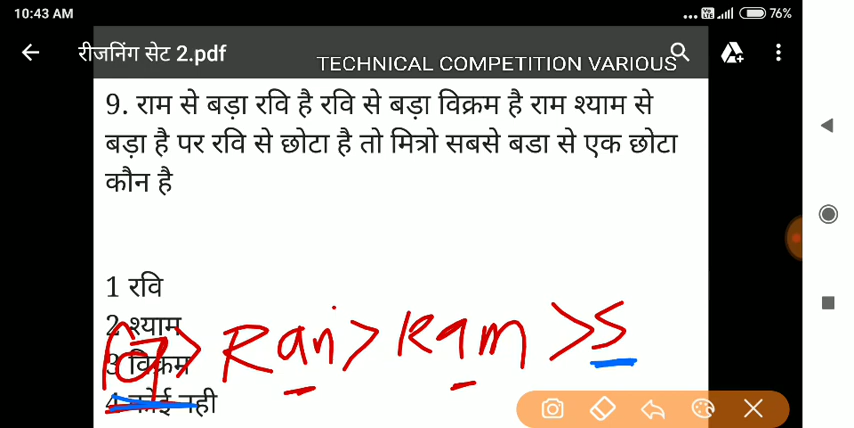 10:43 AM 76%
रीजनिंग सेट 2.pdf
TECHNICAL COMPETITION VARIOUS
9. राम से बड़ा रवि है रवि से बड़ा विक्रम है राम श्याम से
बड़ा है पर रवि से छोटा है तो मित्रो सबसे बडा से एक छोटा
कौन है
1 रवि
2 श्याम
3 विक्रम
4 कोई नही
> Ravi > Ram > S